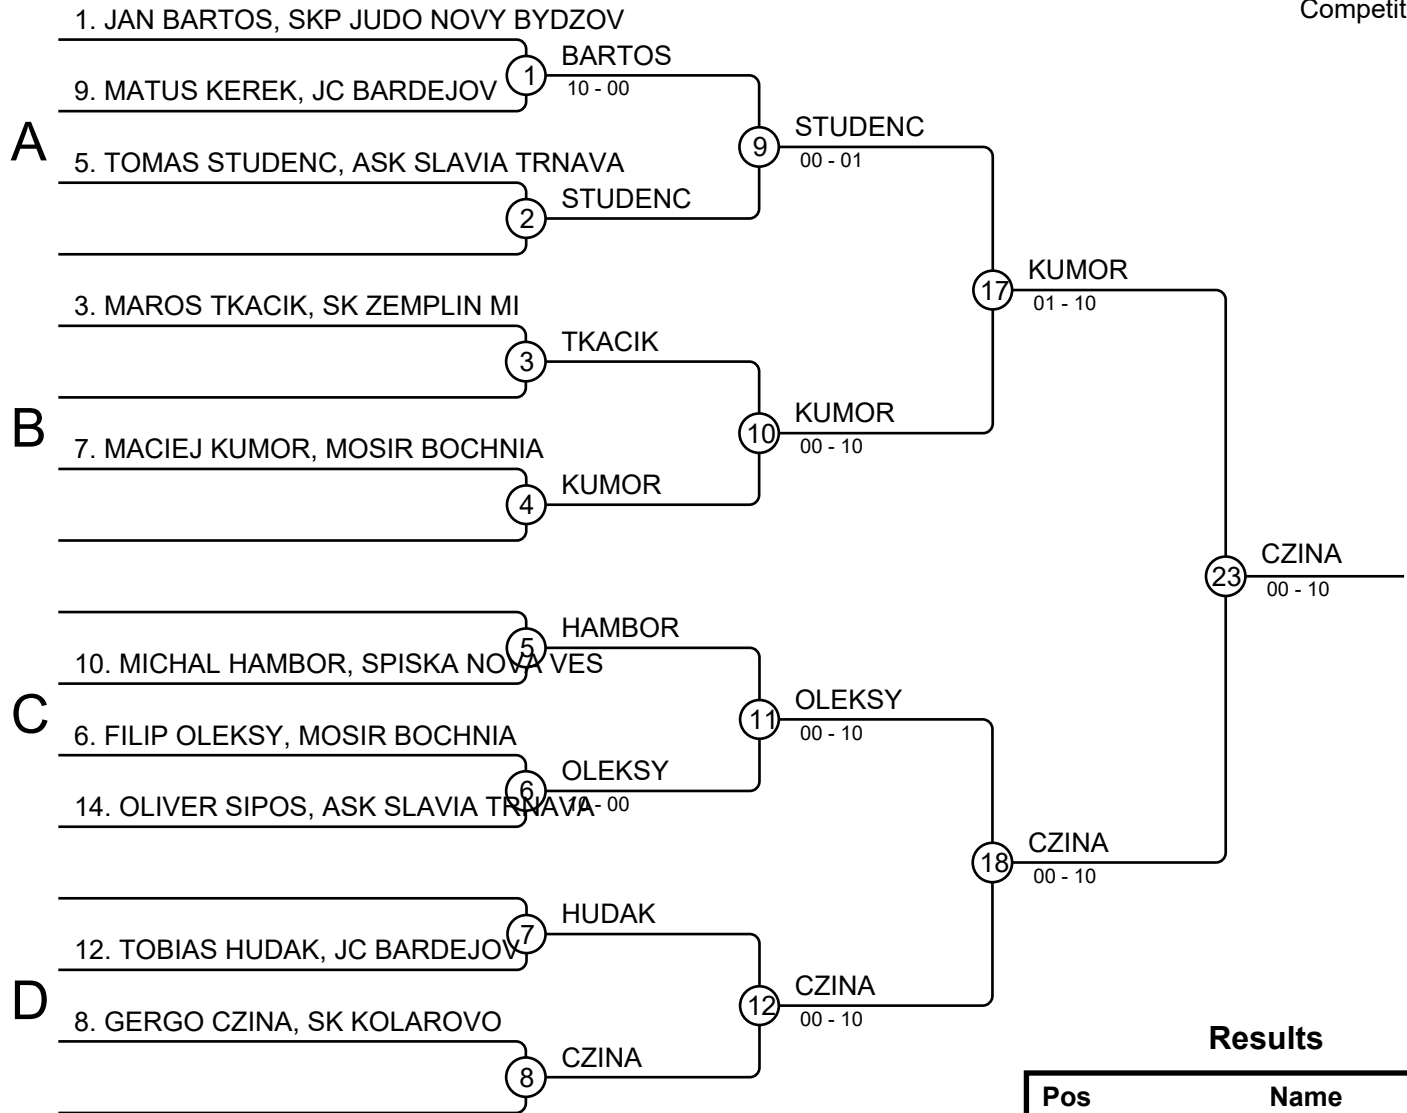 Competit
1. JAN BARTOS, SKP JUDO NOVY BYDZOV
1
BARTOS
10 - 00
9. MATUS KEREK, JC BARDEJOV
A
9
STUDENC
00 - 01
5. TOMAS STUDENC, ASK SLAVIA TRNAVA
2
STUDENC
17
KUMOR
01 - 10
3. MAROS TKACIK, SK ZEMPLIN MI
3
TKACIK
B
10
KUMOR
00 - 10
7. MACIEJ KUMOR, MOSIR BOCHNIA
4
KUMOR
23
CZINA
00 - 10
5
HAMBOR
10. MICHAL HAMBOR, SPISKA NOVA VES
C
11
OLEKSY
00 - 10
6. FILIP OLEKSY, MOSIR BOCHNIA
6
OLEKSY
10 - 00
14. OLIVER SIPOS, ASK SLAVIA TRNAVA
18
CZINA
00 - 10
7
HUDAK
12. TOBIAS HUDAK, JC BARDEJOV
D
12
CZINA
00 - 10
8. GERGO CZINA, SK KOLAROVO
8
CZINA
Results
Pos Name